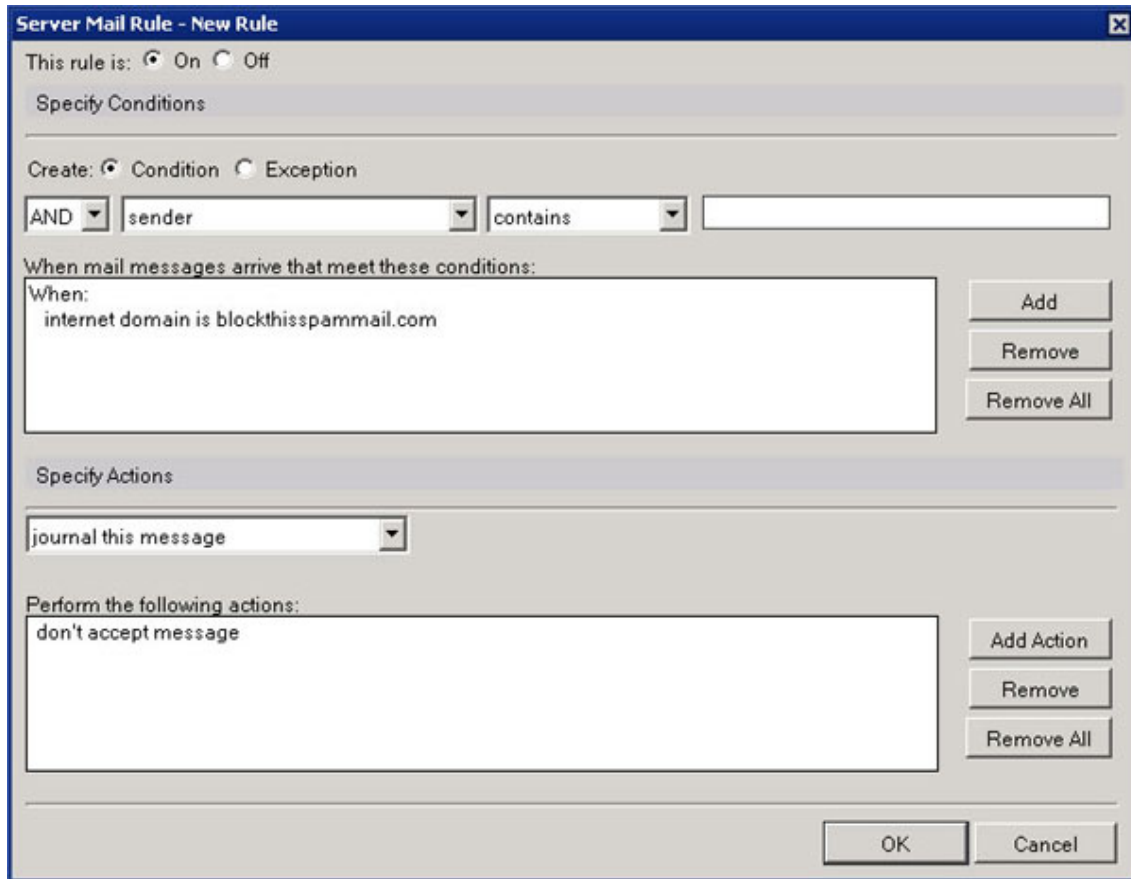 Server Mail Rule - New Rule
This rule is: On Off
Specify Conditions
Create: Condition Exception
AND sender contains
When mail messages arrive that meet these conditions:
When:
internet domain is blockthisspammail.com
Add
Remove
Remove All
Specify Actions
journal this message
Perform the following actions:
don't accept message
Add Action
Remove
Remove All
OK Cancel